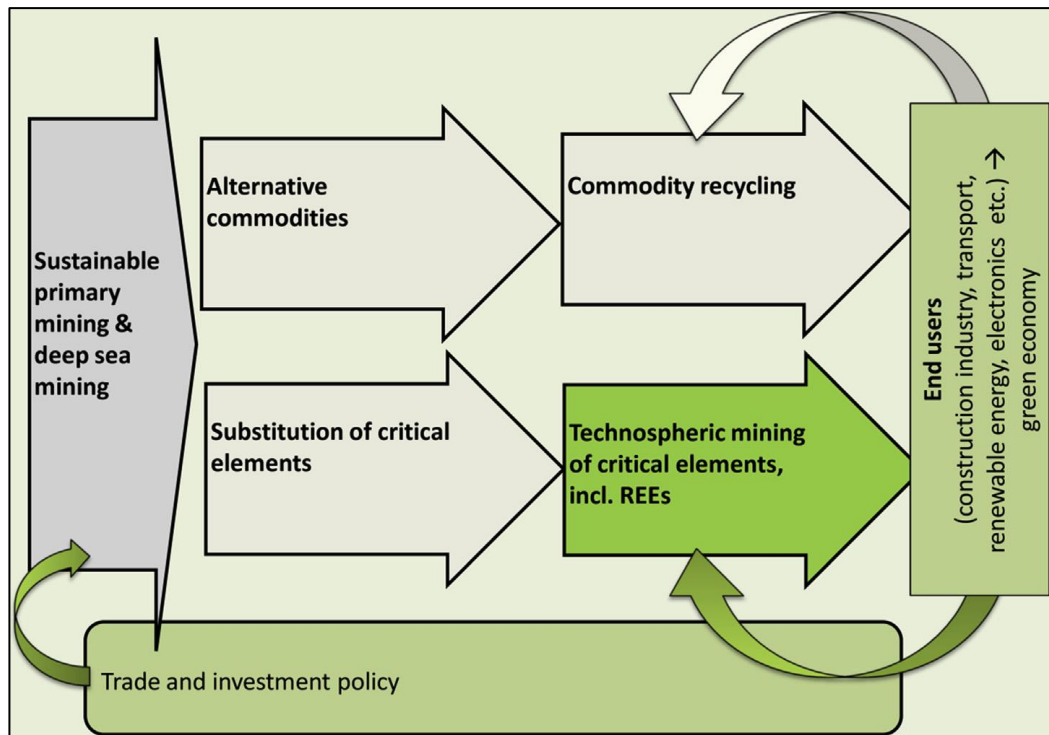 Sustainable
primary
mining &
deep sea
mining
Alternative
commodities
Commodity recycling
Substitution of critical
elements
Technospheric mining
of critical elements,
incl. REEs
End users
(construction industry, transport,
renewable energy, electronics etc.) →
green economy
Trade and investment policy